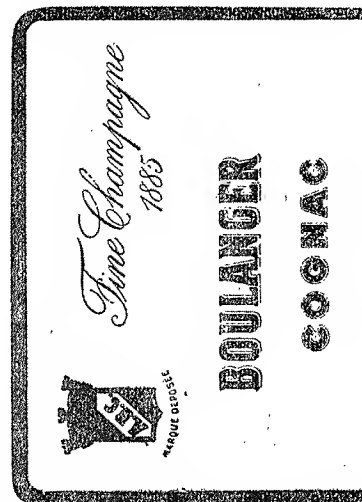 Fine Champagne
1885
BOULANGER
COGNAC
MARQUE DEPOSÉE